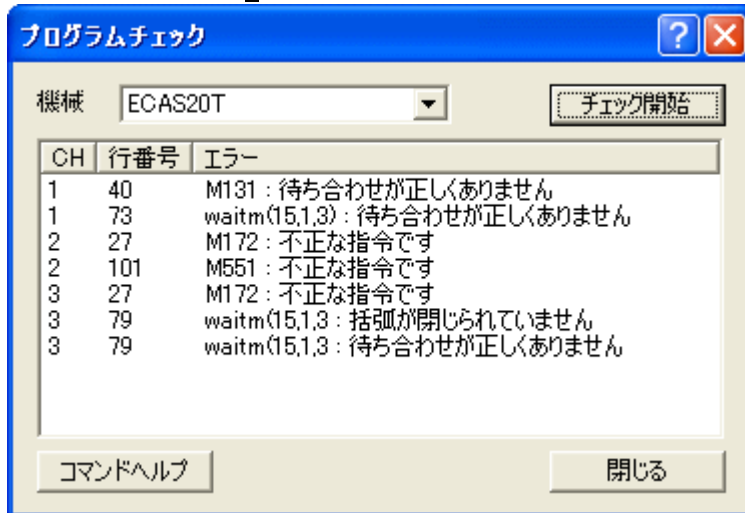 プログラムチェック
機械 ECAS20T チェック開始
CH 行番号 エラー
1 40 M131：待ち合わせが正しくありません
1 73 waitm(15,1,3)：待ち合わせが正しくありません
2 27 M172：不正な指令です
2 101 M551：不正な指令です
3 27 M172：不正な指令です
3 79 waitm(15,1,3：括弧が閉じられていません
3 79 waitm(15,1,3：待ち合わせが正しくありません
コマンドヘルプ 閉じる